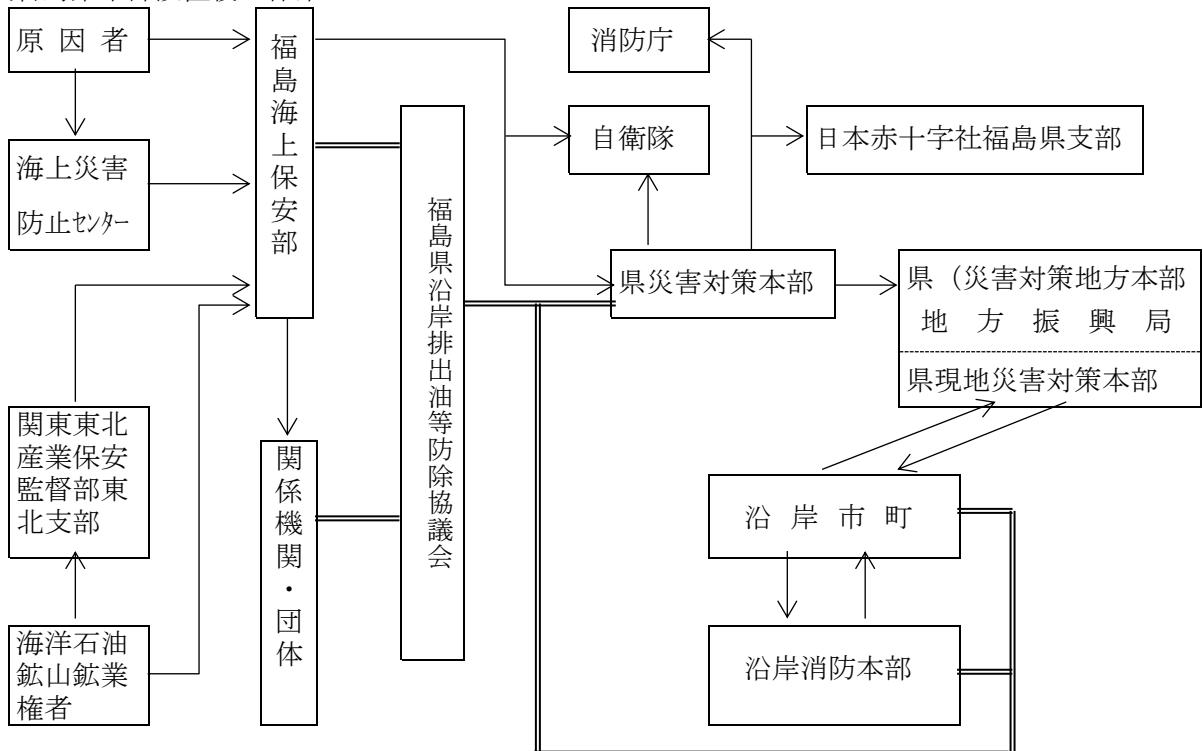 原因者
海上災害
防止センター
関東東北
産業保安
監督部東
北支部
海洋石油
鉱山鉱業
権者
福島海上保安部
関係機関・団体
福島県沿岸排出油等防除協議会
消防庁
自衛隊
日本赤十字社福島県支部
県災害対策本部
県(災害対策地方本部
地方振興局
県現地災害対策本部
沿岸市町
沿岸消防本部